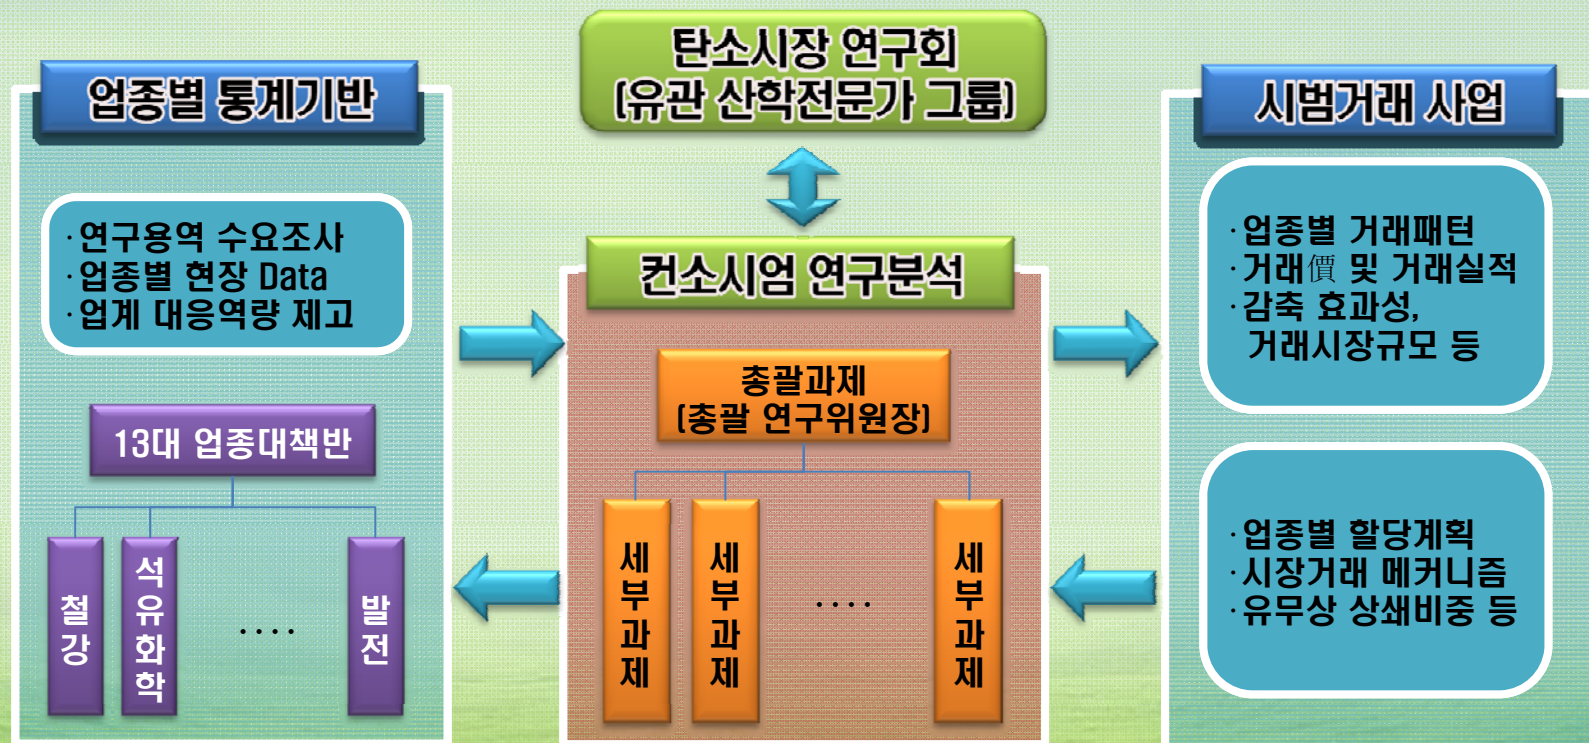 탄소시장 연구회
(유관 산학전문가 그룹)
업종별 통계기반
·연구용역 수요조사
·업종별 현장 Data
·업계 대응역량 제고
13대 업종대책반
철강
석유화학
....
발전
컨소시엄 연구분석
총괄과제
(총괄 연구위원장)
세부과제
세부과제
....
세부과제
시범거래 사업
·업종별 거래패턴
·거래價 및 거래실적
·감축 효과성,
거래시장규모 등
·업종별 할당계획
·시장거래 메커니즘
·유무상 상쇄비중 등